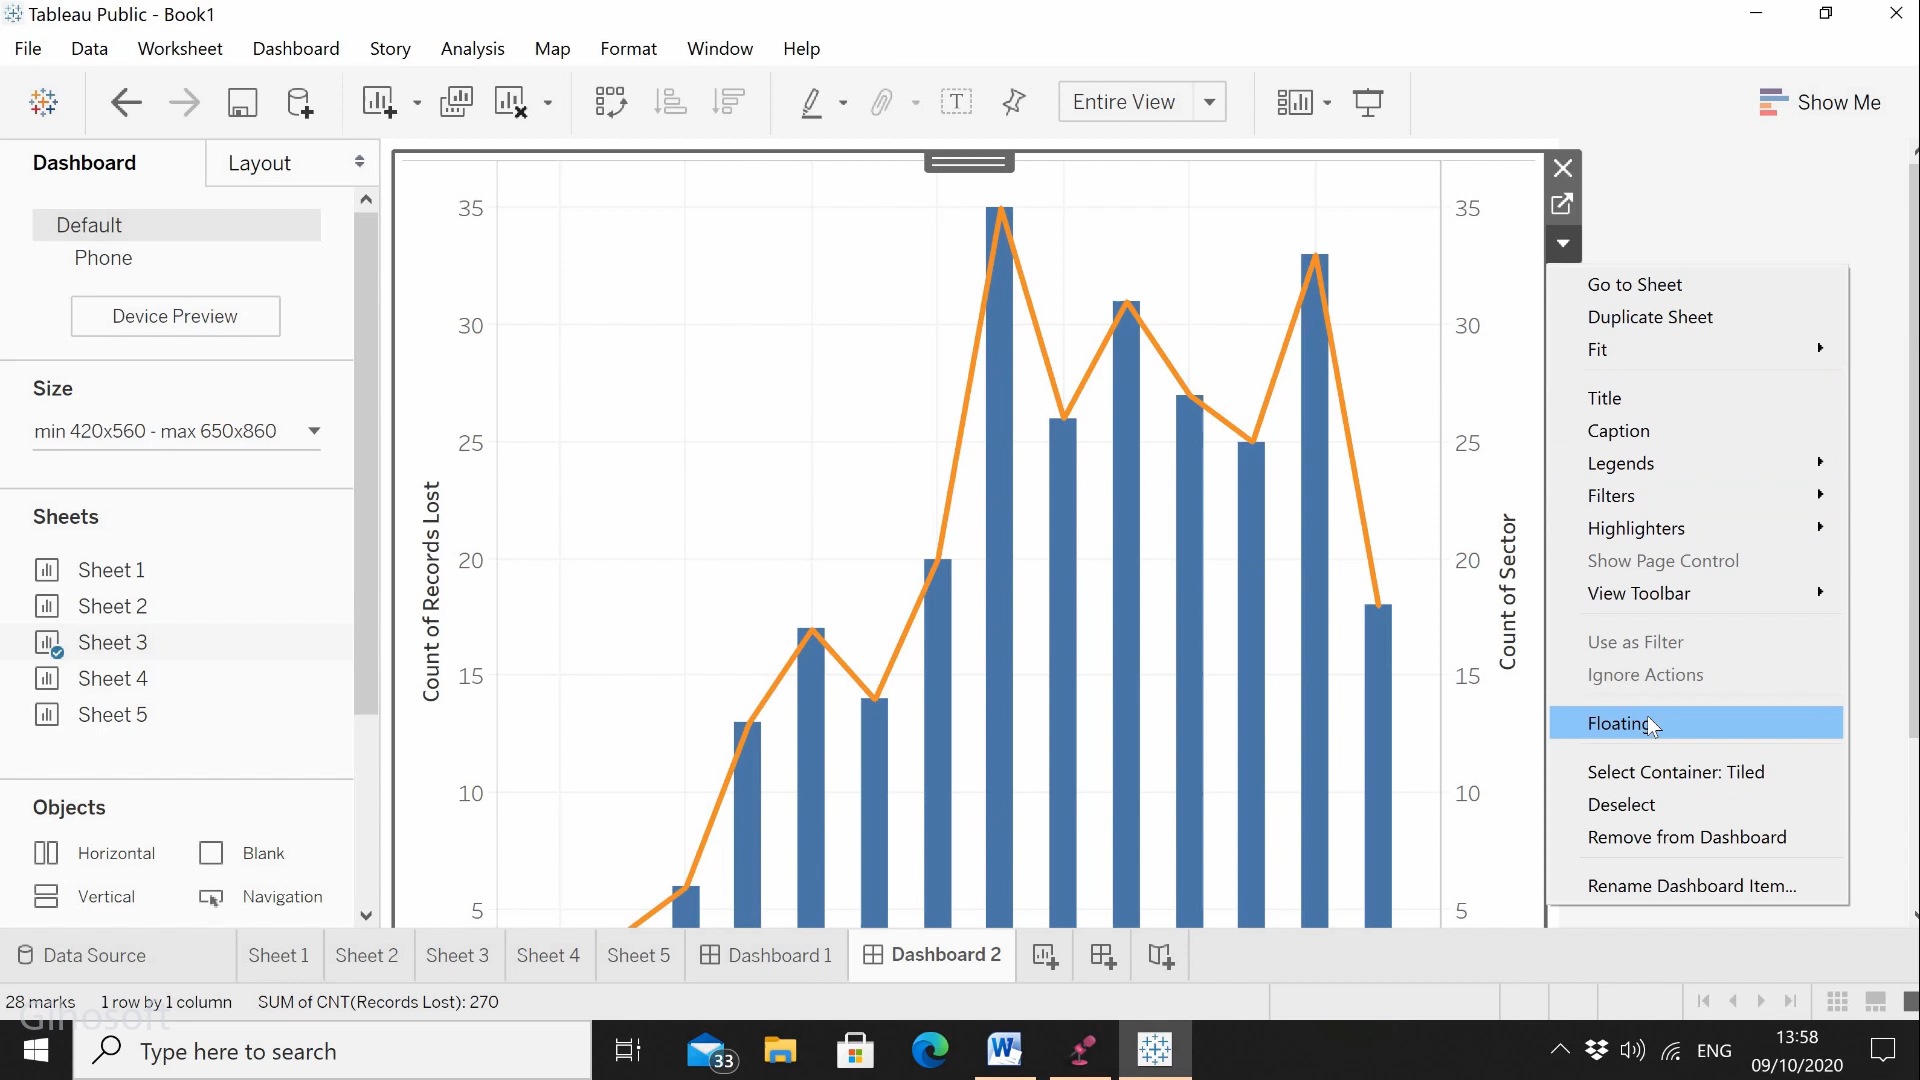 Tableau Public - Book1
File Data Worksheet Dashboard Story Analysis Map Format Window Help
Entire View
Show Me
Dashboard
Layout
Default
Phone
Device Preview
Size
min 420x560 - max 650x860
Sheets
Sheet 1
Sheet 2
Sheet 3
Sheet 4
Sheet 5
Objects
Horizontal Blank
Vertical Navigation
Count of Records Lost
35
30
25
20
15
10
5
35
30
25
20
15
10
5
Count of Sector
Go to Sheet
Duplicate Sheet
Fit
Title
Caption
Legends
Filters
Highlighters
Show Page Control
View Toolbar
Use as Filter
Ignore Actions
Floating
Select Container: Tiled
Deselect
Remove from Dashboard
Rename Dashboard Item...
Data Source Sheet 1 Sheet 2 Sheet 3 Sheet 4 Sheet 5 Dashboard 1 Dashboard 2
28 marks 1 row by 1 column SUM of CNT(Records Lost): 270
Gihosoft
Type here to search
33
W
ENG
13:58
09/10/2020